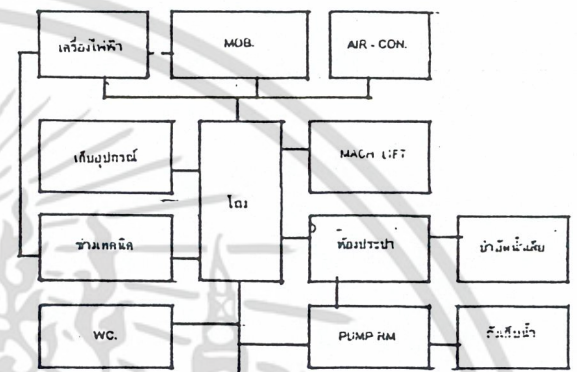 เครื่องไฟฟ้า
MDB.
AIR - CON.
เก็บอุปกรณ์
โถง
MACH LIFT
ช่างเทคนิค
ห้องประปา
บำบัดน้ำเสีย
WC.
PUMP RM
ถังเก็บน้ำ